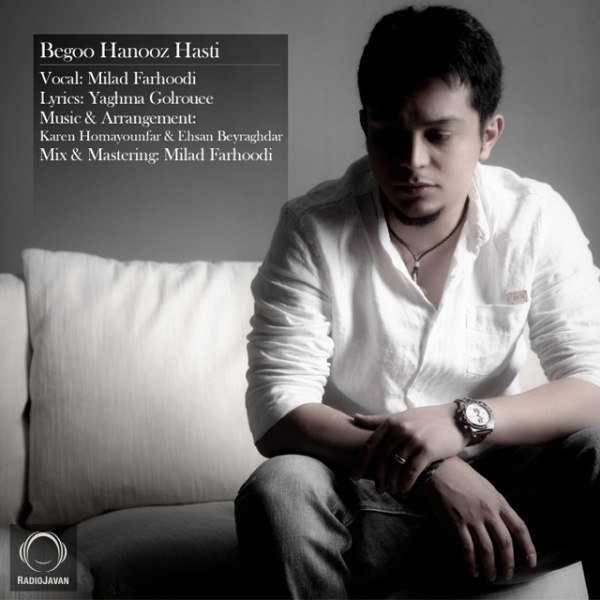 Begoo Hanooz Hasti
Vocal: Milad Farhoodi
Lyrics: Yaghma Golrouee
Music & Arrangement:
Karen Homayounfar & Ehsan Beyraghdar
Mix & Mastering: Milad Farhoodi
RADIOJAVAN